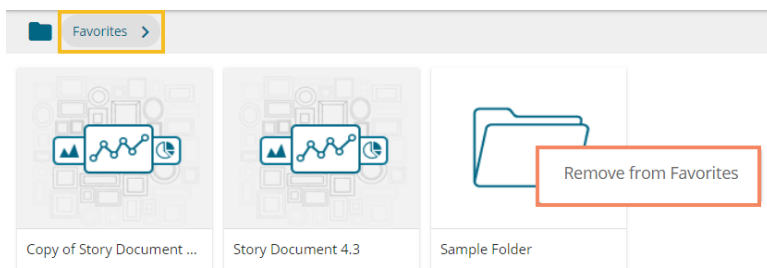 Favorites
Remove from Favorites
Copy of Story Document ...
Story Document 4.3
Sample Folder